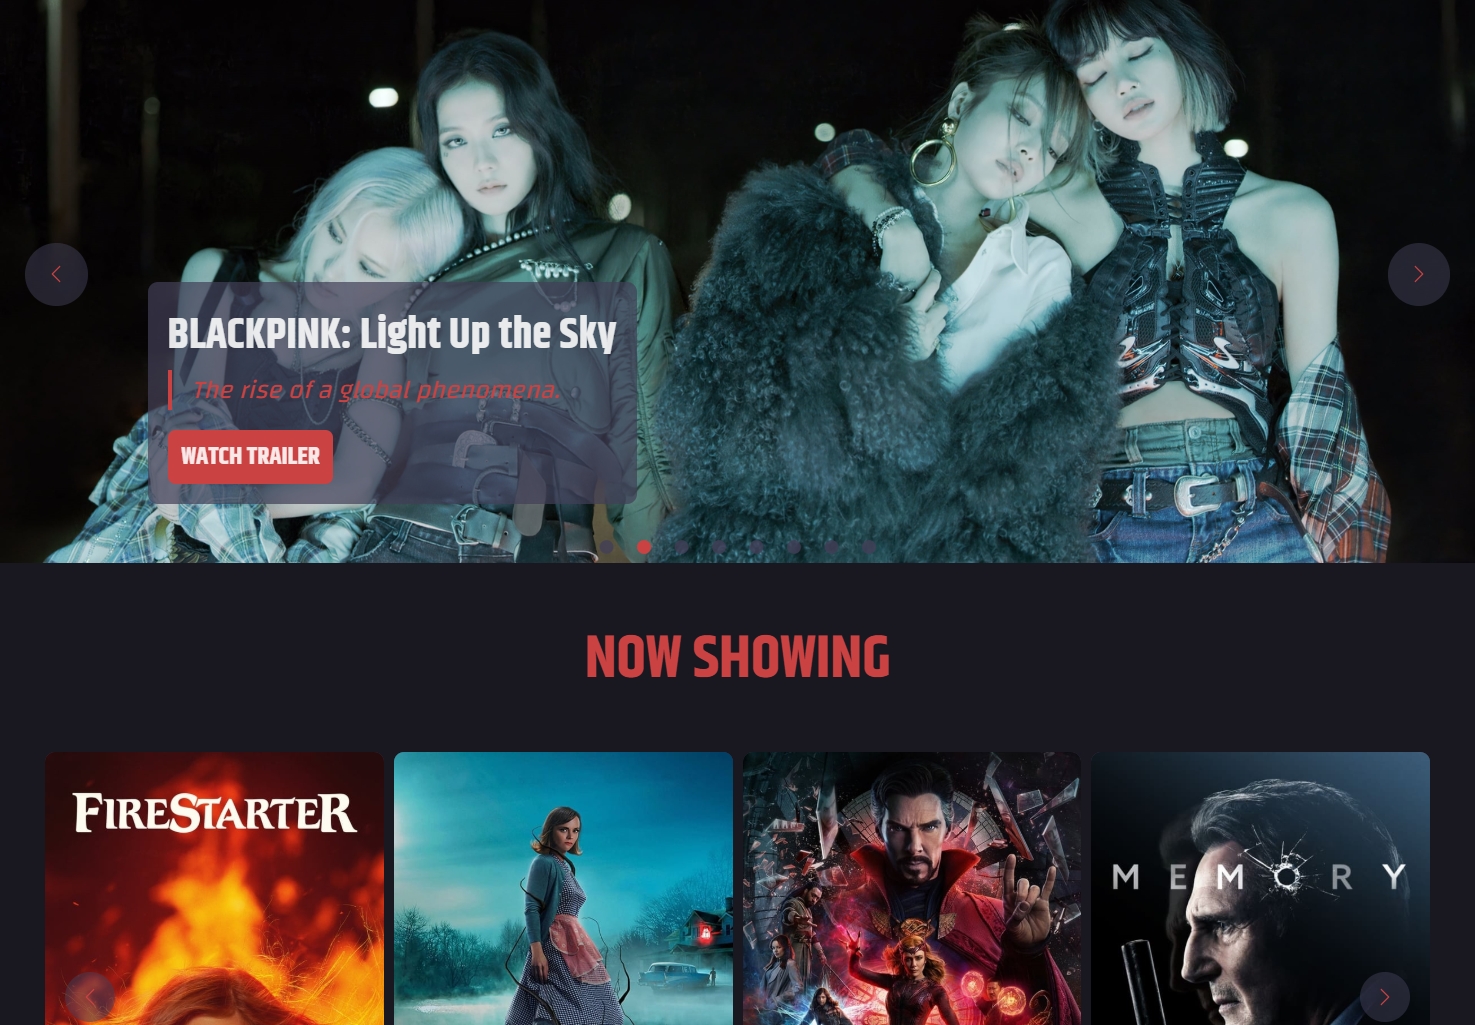 BLACKPINK: Light Up the Sky
The rise of a global phenomena.
WATCH TRAILER
NOW SHOWING
FIRESTARTER
MEMORY